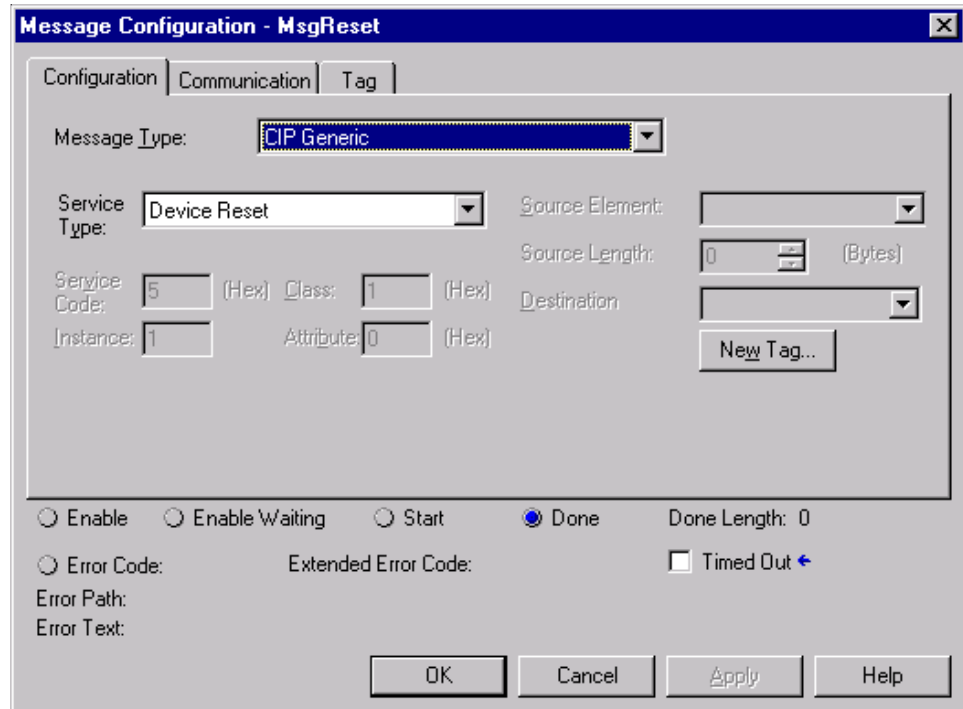 Message Configuration - MsgReset
Configuration Communication Tag
Message Type: CIP Generic
Service Type: Device Reset
Source Element:
Source Length: 0 (Bytes)
Service Code: 5 (Hex) Class: 1 (Hex)
Destination
Instance: 1 Attribute: 0 (Hex)
New Tag...
Enable Enable Waiting Start Done Done Length: 0
Error Code: Extended Error Code: Timed Out
Error Path:
Error Text:
OK Cancel Apply Help